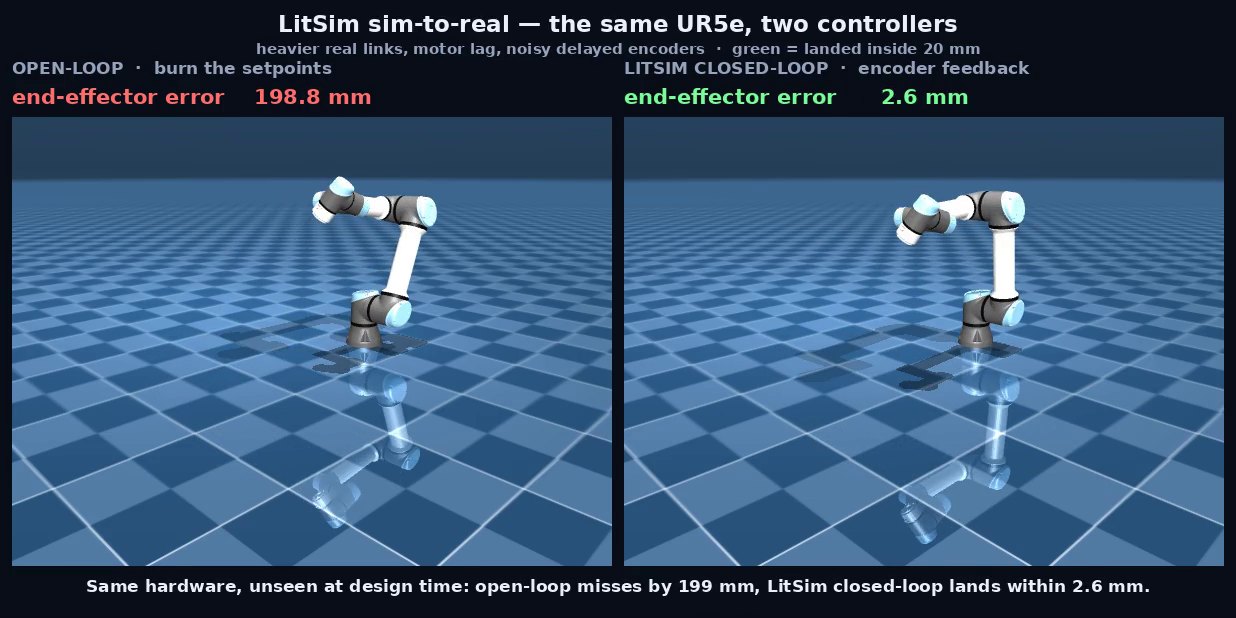 LitSim sim-to-real — the same UR5e, two controllers
heavier real links, motor lag, noisy delayed encoders · green = landed inside 20 mm
OPEN-LOOP · burn the setpoints
end-effector error 198.8 mm
LITSIM CLOSED-LOOP · encoder feedback
end-effector error 2.6 mm
Same hardware, unseen at design time: open-loop misses by 199 mm, LitSim closed-loop lands within 2.6 mm.